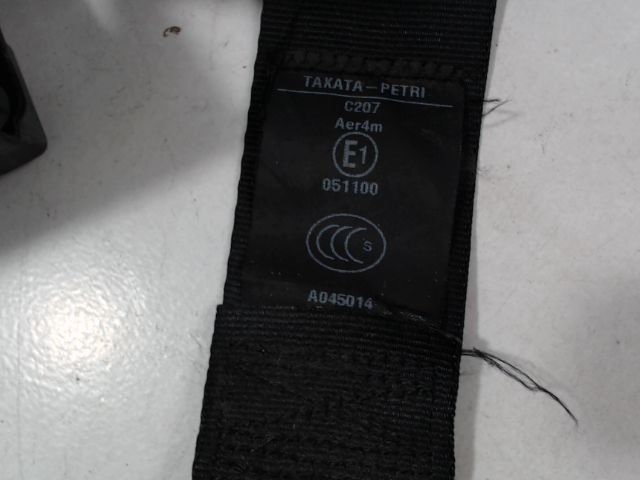 TAKATA-PETRI
C207
Aer4m
E1
051100
CCC S
A045014